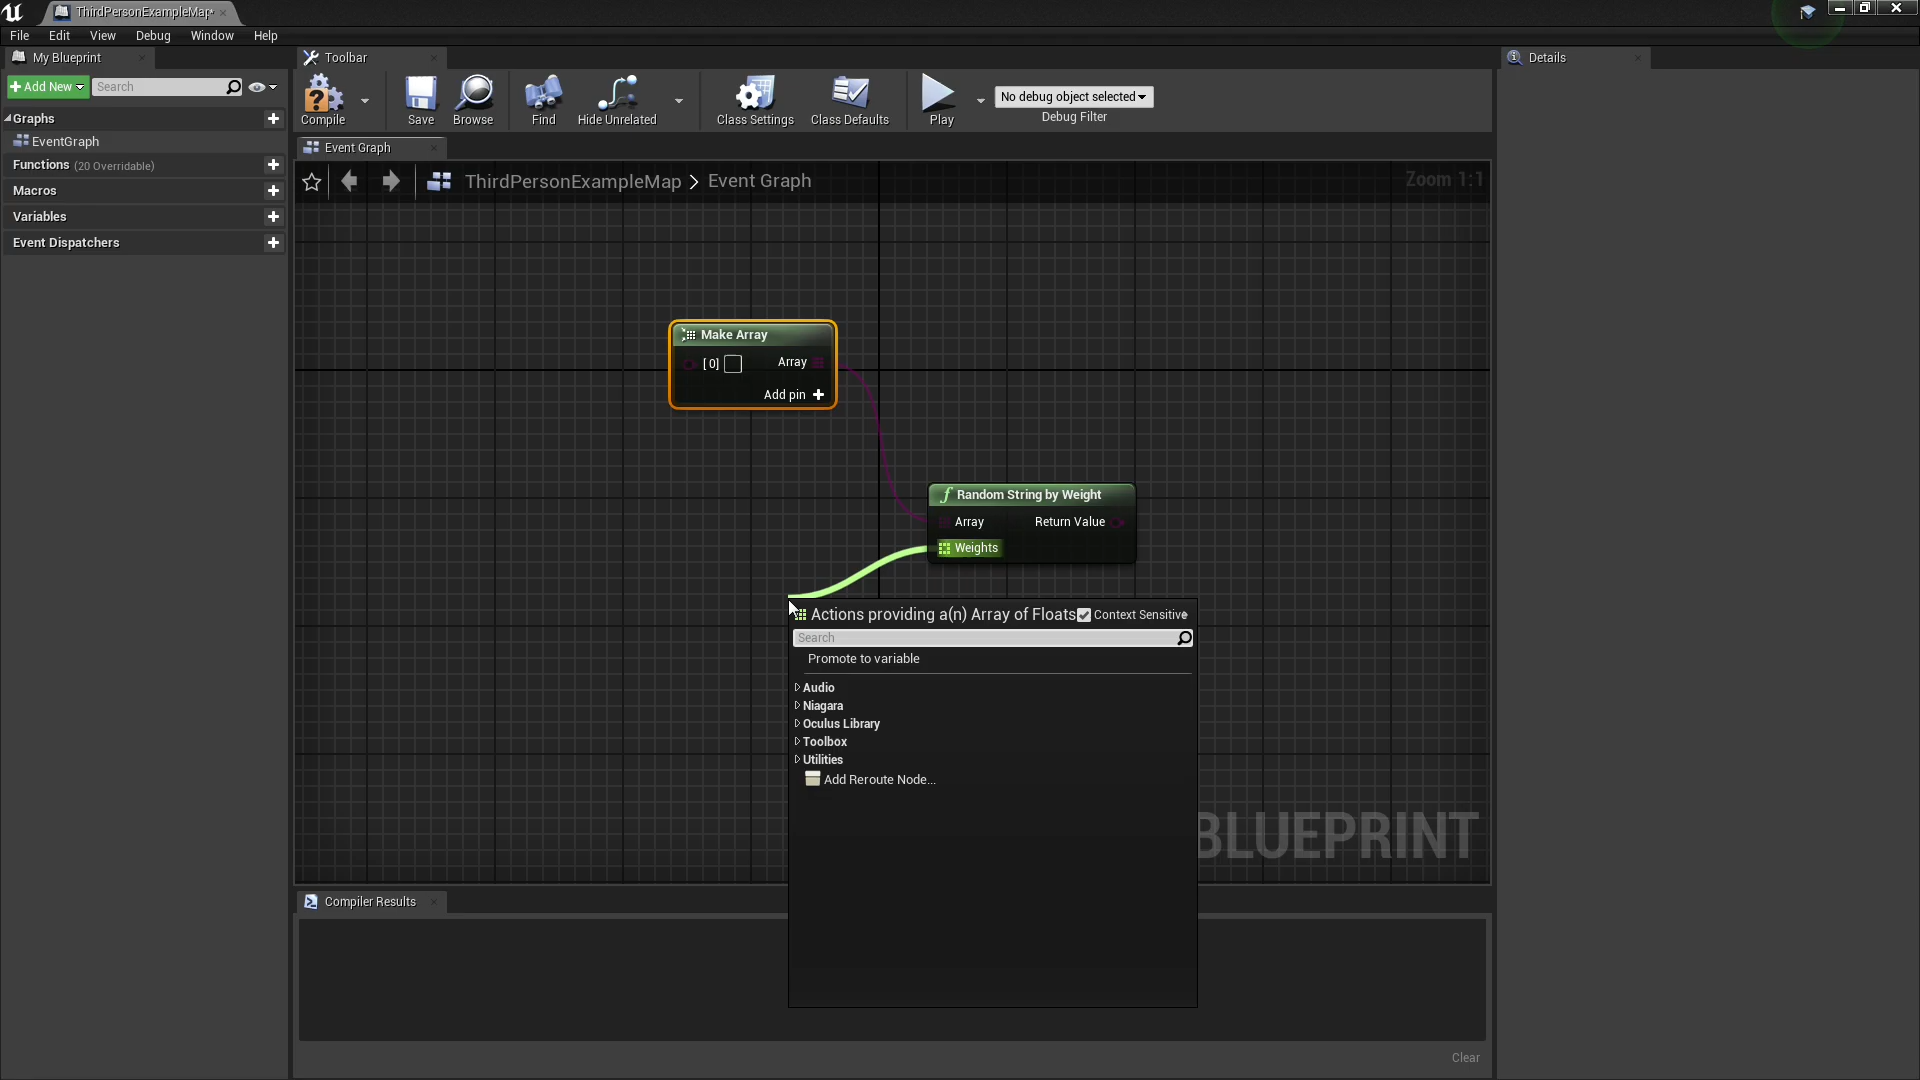 ThirdPersonExampleMap*
File Edit View Debug Window Help
My Blueprint
Add New Search
Graphs
EventGraph
Functions (20 Overridable)
Macros
Variables
Event Dispatchers
Toolbar
Compile Save Browse Find Hide Unrelated Class Settings Class Defaults Play
No debug object selected
Debug Filter
Event Graph
ThirdPersonExampleMap > Event Graph
Zoom 1:1
Make Array
[0] Array
Add pin +
f Random String by Weight
Array Return Value
Weights
Actions providing a(n) Array of Floats Context Sensitive
Search
Promote to variable
Audio
Niagara
Oculus Library
Toolbox
Utilities
Add Reroute Node...
BLUEPRINT
Compiler Results
Clear
Details